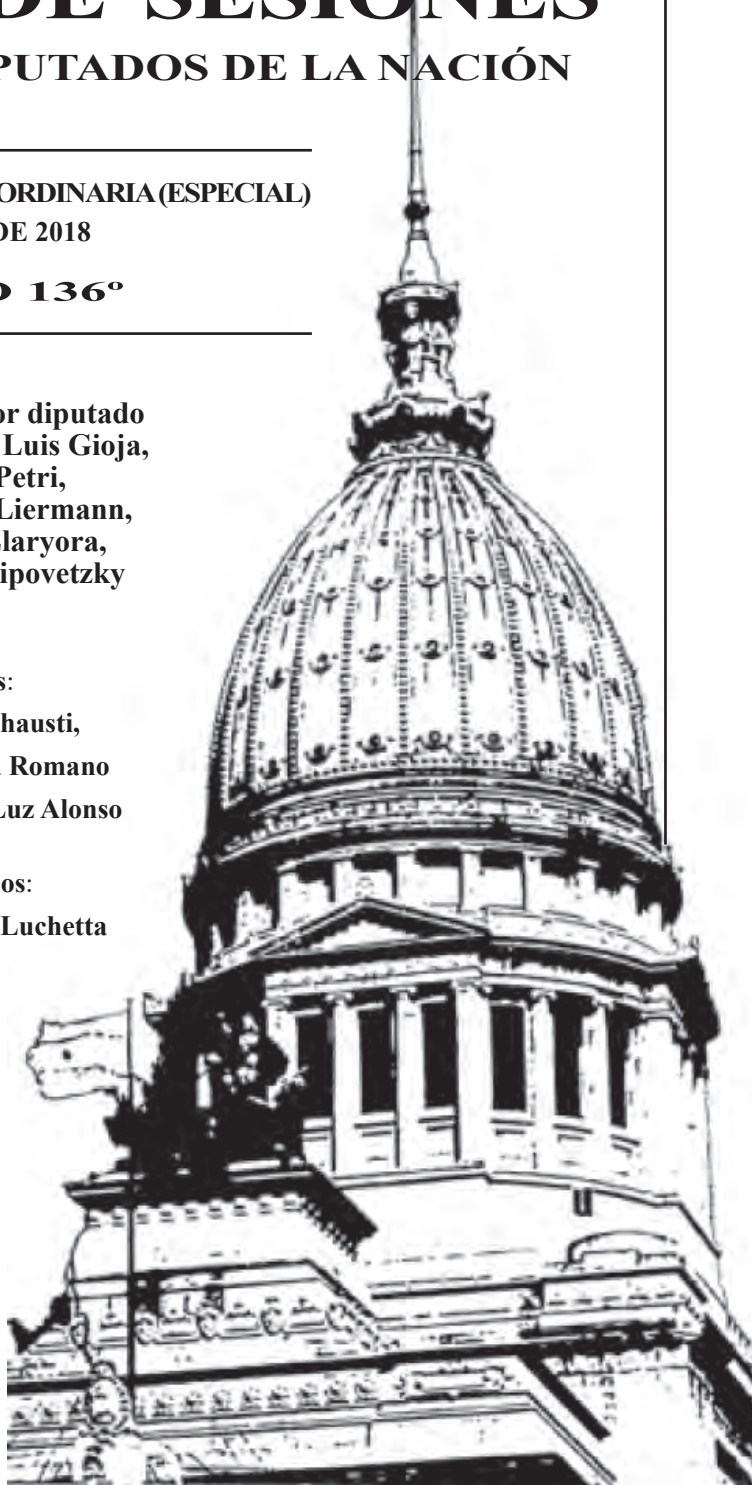 DE SESIONES
PUTADOS DE LA NACIÓN
ORDINARIA (ESPECIAL)
DE 2018
O 136º
or diputado
Luis Gioja,
Petri,
Liermann,
laryora,
ipovetzky
s:
hausti,
Romano
Luz Alonso
os:
Luchetta